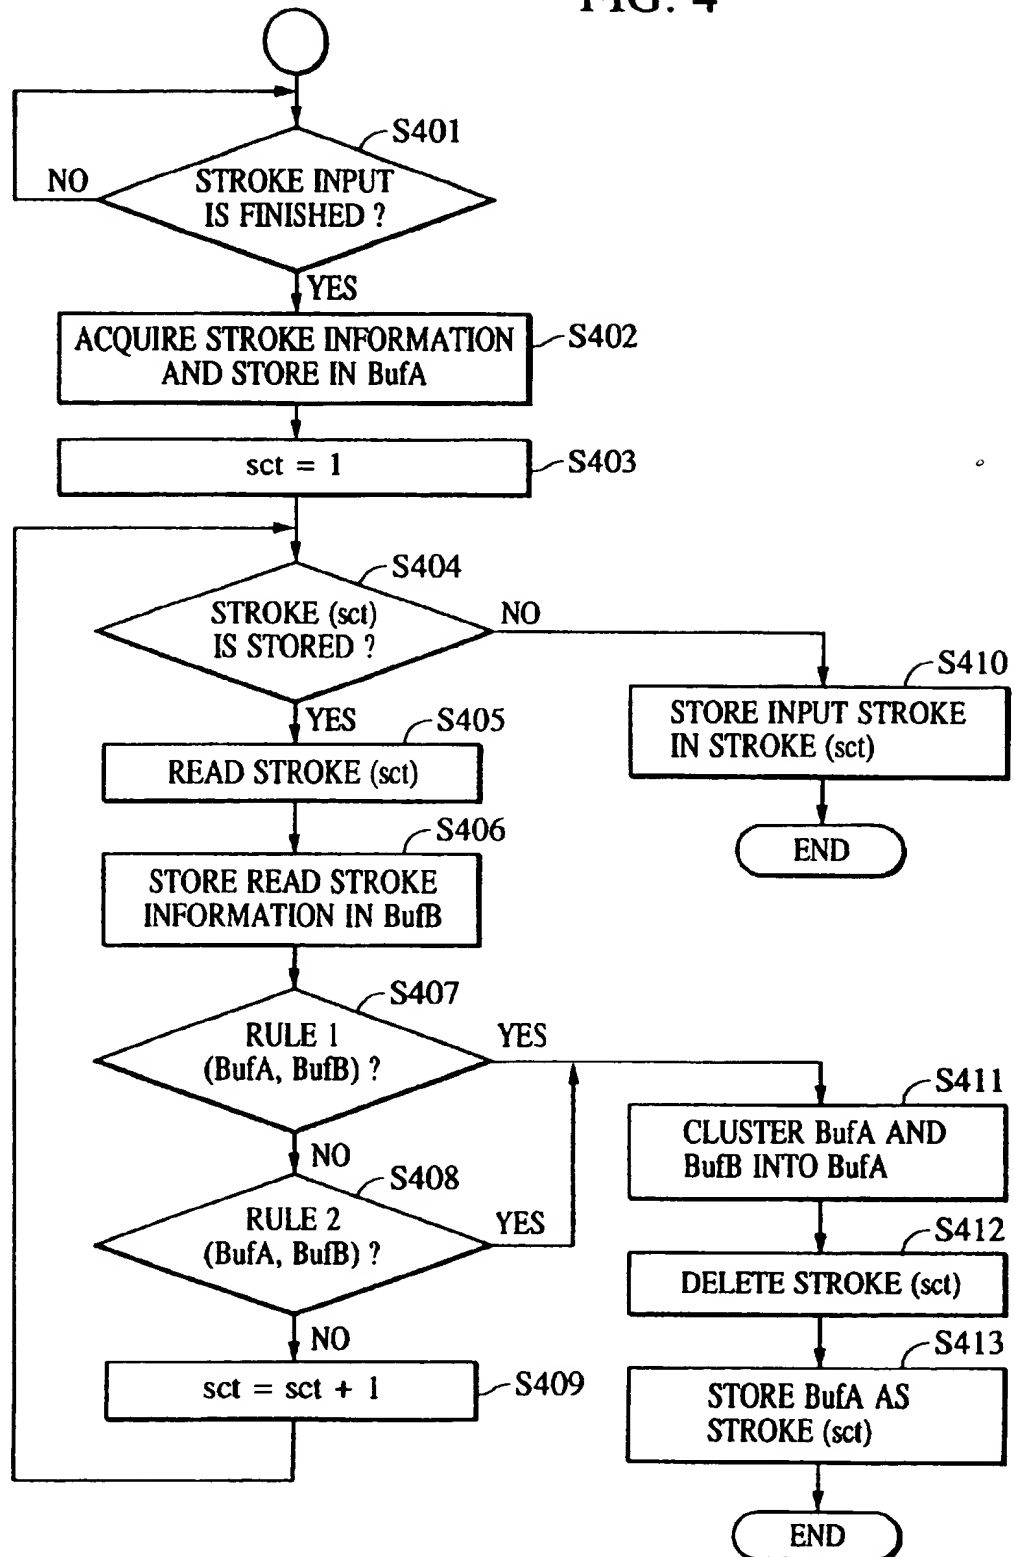 FIG. 4
S401
NO
STROKE INPUT
IS FINISHED ?
YES
ACQUIRE STROKE INFORMATION
AND STORE IN BufA
S402
sct = 1
S403
S404
STROKE (sct)
IS STORED ?
NO
S410
STORE INPUT STROKE
IN STROKE (sct)
END
YES
S405
READ STROKE (sct)
S406
STORE READ STROKE
INFORMATION IN BufB
S407
RULE 1
(BufA, BufB) ?
YES
S411
CLUSTER BufA AND
BufB INTO BufA
NO
S408
RULE 2
(BufA, BufB) ?
YES
S412
DELETE STROKE (sct)
NO
S413
sct = sct + 1
S409
STORE BufA AS
STROKE (sct)
END